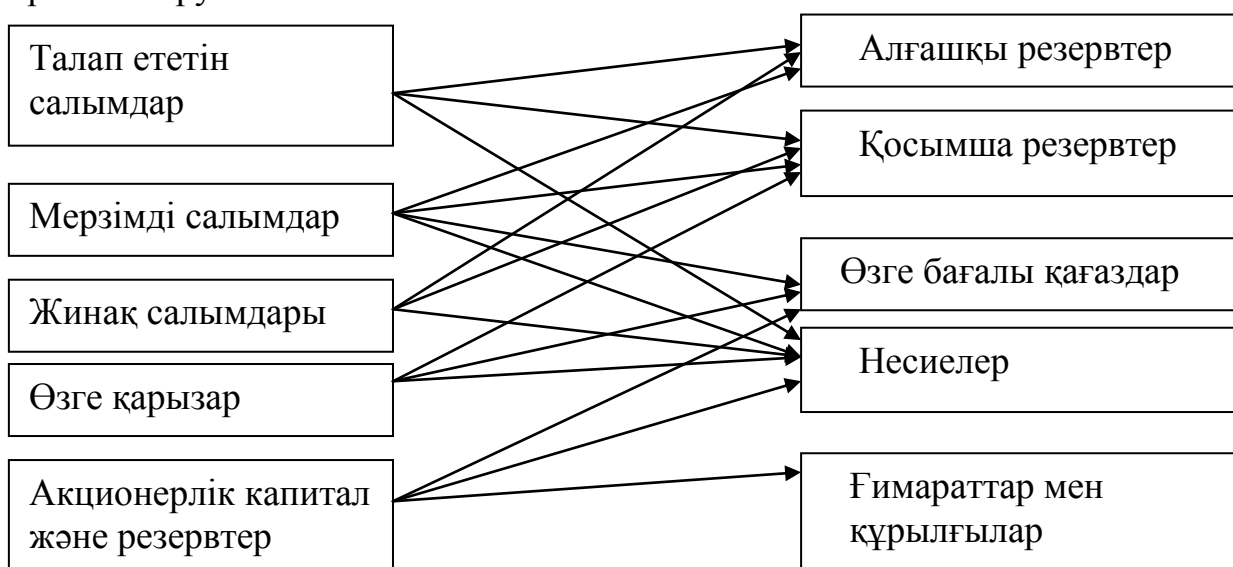 Талап ететін
салымдар
Мерзімді салымдар
Жинақ салымдары
Өзге қарызар
Акционерлік капитал
және резервтер
Алғашқы резервтер
Қосымша резервтер
Өзге бағалы қағаздар
Несиелер
Ғимараттар мен
құрылғылар